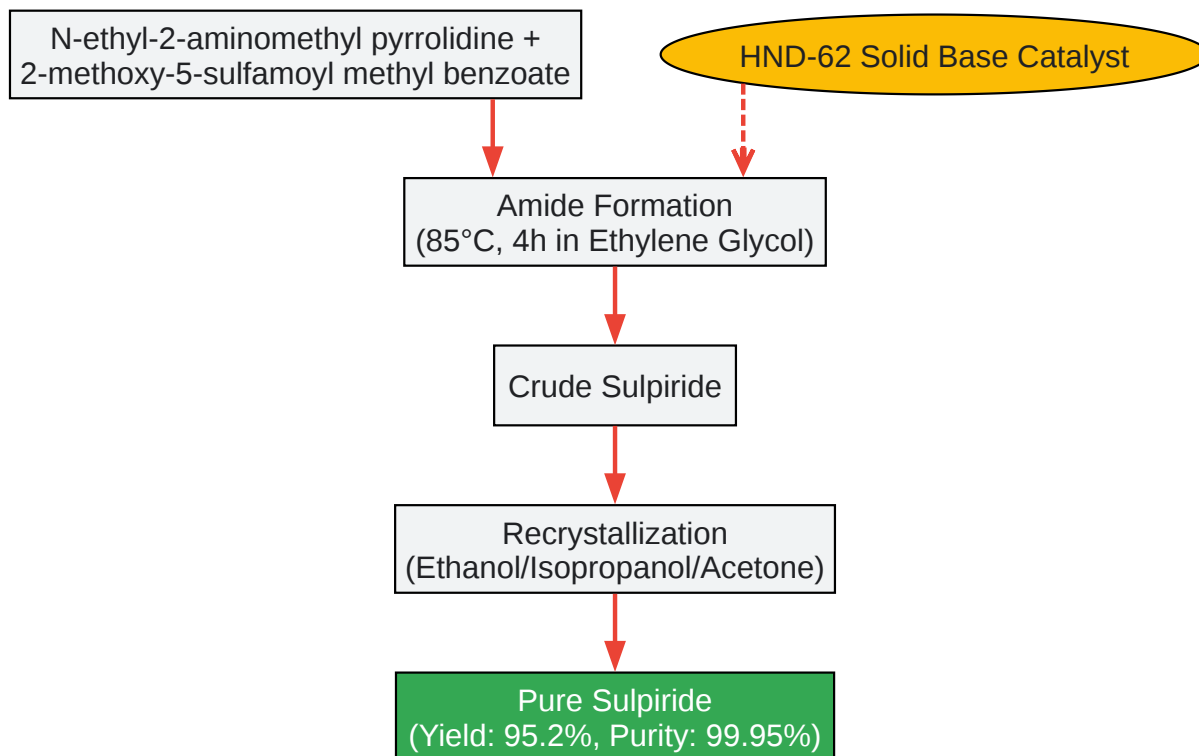 N-ethyl-2-aminomethyl pyrrolidine +
2-methoxy-5-sulfamoyl methyl benzoate
HND-62 Solid Base Catalyst
Amide Formation
(85°C, 4h in Ethylene Glycol)
Crude Sulpiride
Recrystallization
(Ethanol/Isopropanol/Acetone)
Pure Sulpiride
(Yield: 95.2%, Purity: 99.95%)